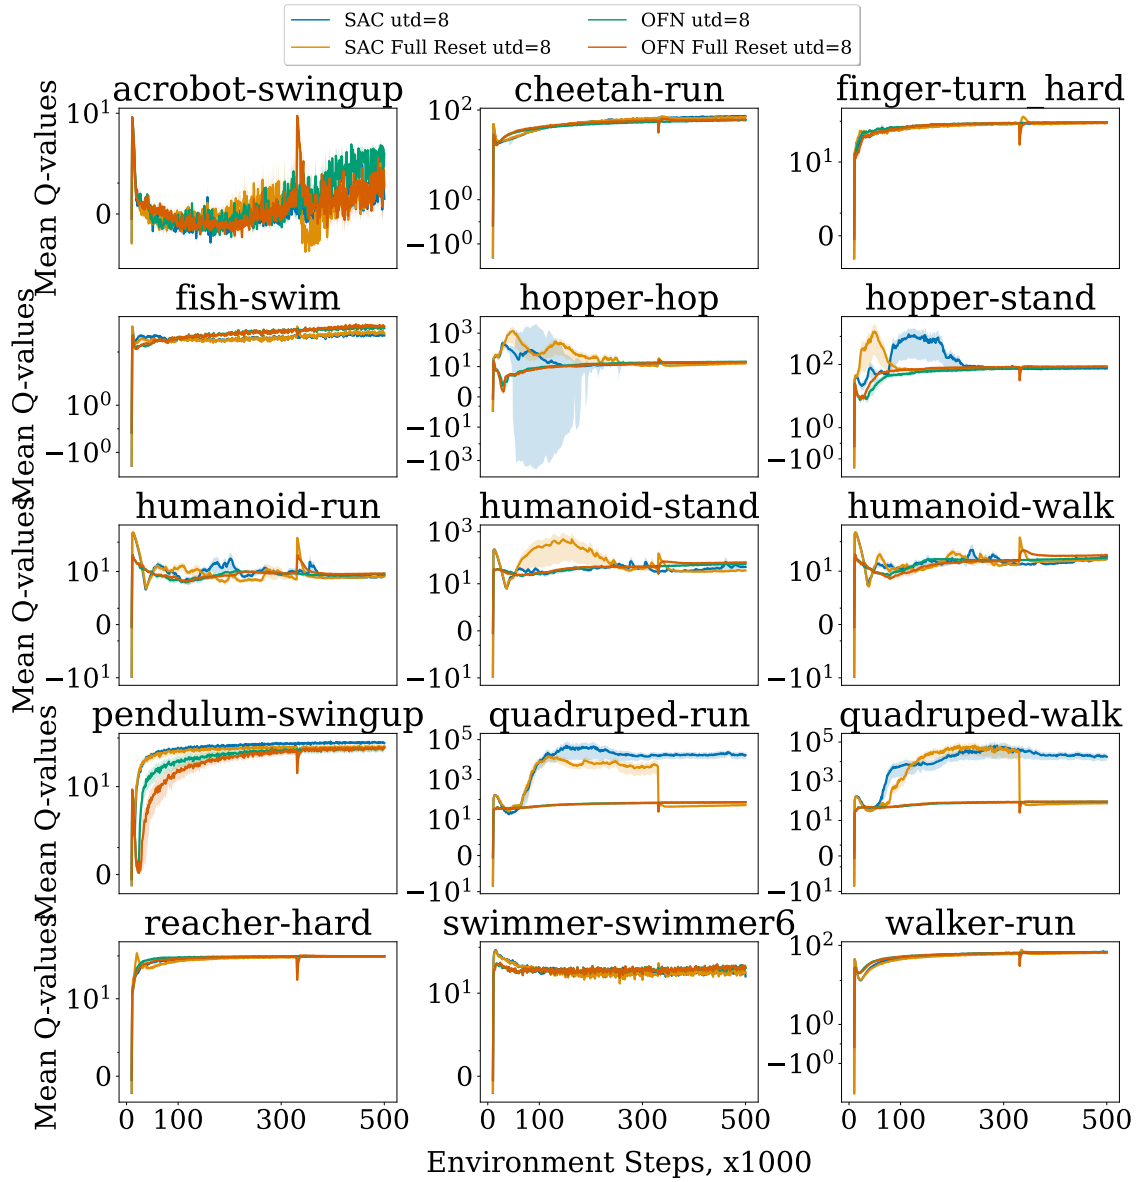 SAC utd=8
OFN utd=8
SAC Full Reset utd=8
OFN Full Reset utd=8
acrobot-swingup
cheetah-run
finger-turn_hard
Mean Q-values
10^1
0
10^2
10^0
−10^0
10^1
0
fish-swim
hopper-hop
hopper-stand
Mean Q-values
10^0
−10^0
10^3
10^1
0
−10^1
−10^3
10^2
10^0
−10^0
humanoid-run
humanoid-stand
humanoid-walk
Mean Q-values
10^1
0
−10^1
10^3
10^1
0
−10^1
10^1
0
−10^1
pendulum-swingup
quadruped-run
quadruped-walk
Mean Q-values
10^1
0
10^5
10^3
10^1
0
−10^1
10^5
10^3
10^1
0
−10^1
reacher-hard
swimmer-swimmer6
walker-run
Mean Q-values
10^1
0
10^1
0
10^2
10^0
−10^0
0 100 300 500
0 100 300 500
0 100 300 500
Environment Steps, x1000